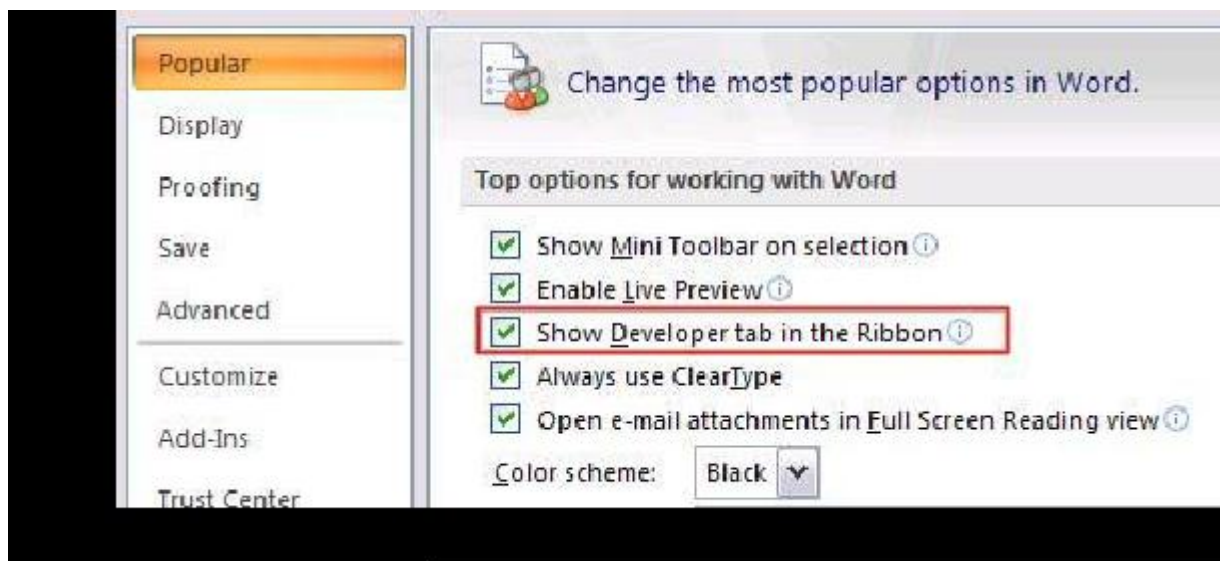 Popular
Display
Proofing
Save
Advanced
Customize
Add-Ins
Trust Center
Change the most popular options in Word.
Top options for working with Word
Show Mini Toolbar on selection
Enable Live Preview
Show Developer tab in the Ribbon
Always use ClearType
Open e-mail attachments in Full Screen Reading view
Color scheme: Black